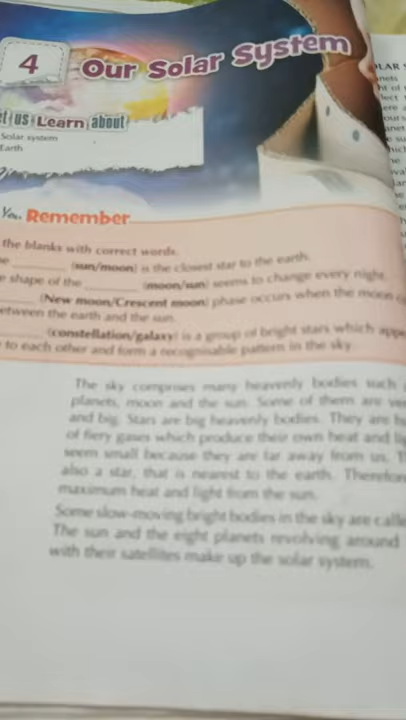 4
Our Solar System
t us Learn about
Solar system
Earth
You Remember
the blanks with correct words.
(sun/moon) is the closest star to the earth.
e shape of the (moon/sun) seems to change every night.
(New moon/Crescent moon) phase occurs when the moon
etween the earth and the sun.
(constellation/galaxy) is a group of bright stars which appe
to each other and form a recognisable pattern in the sky.
The sky comprises many heavenly bodies such
planets, moon and the sun. Some of them are ve
and big. Stars are big heavenly bodies. They are
of fiery gases which produce their own heat and
seem small because they are far away from us. T
also a star, that is nearest to the earth. Therefor
maximum heat and light from the sun.
Some slow-moving bright bodies in the sky are calle
The sun and the eight planets revolving around
with their satellites make up the solar system.